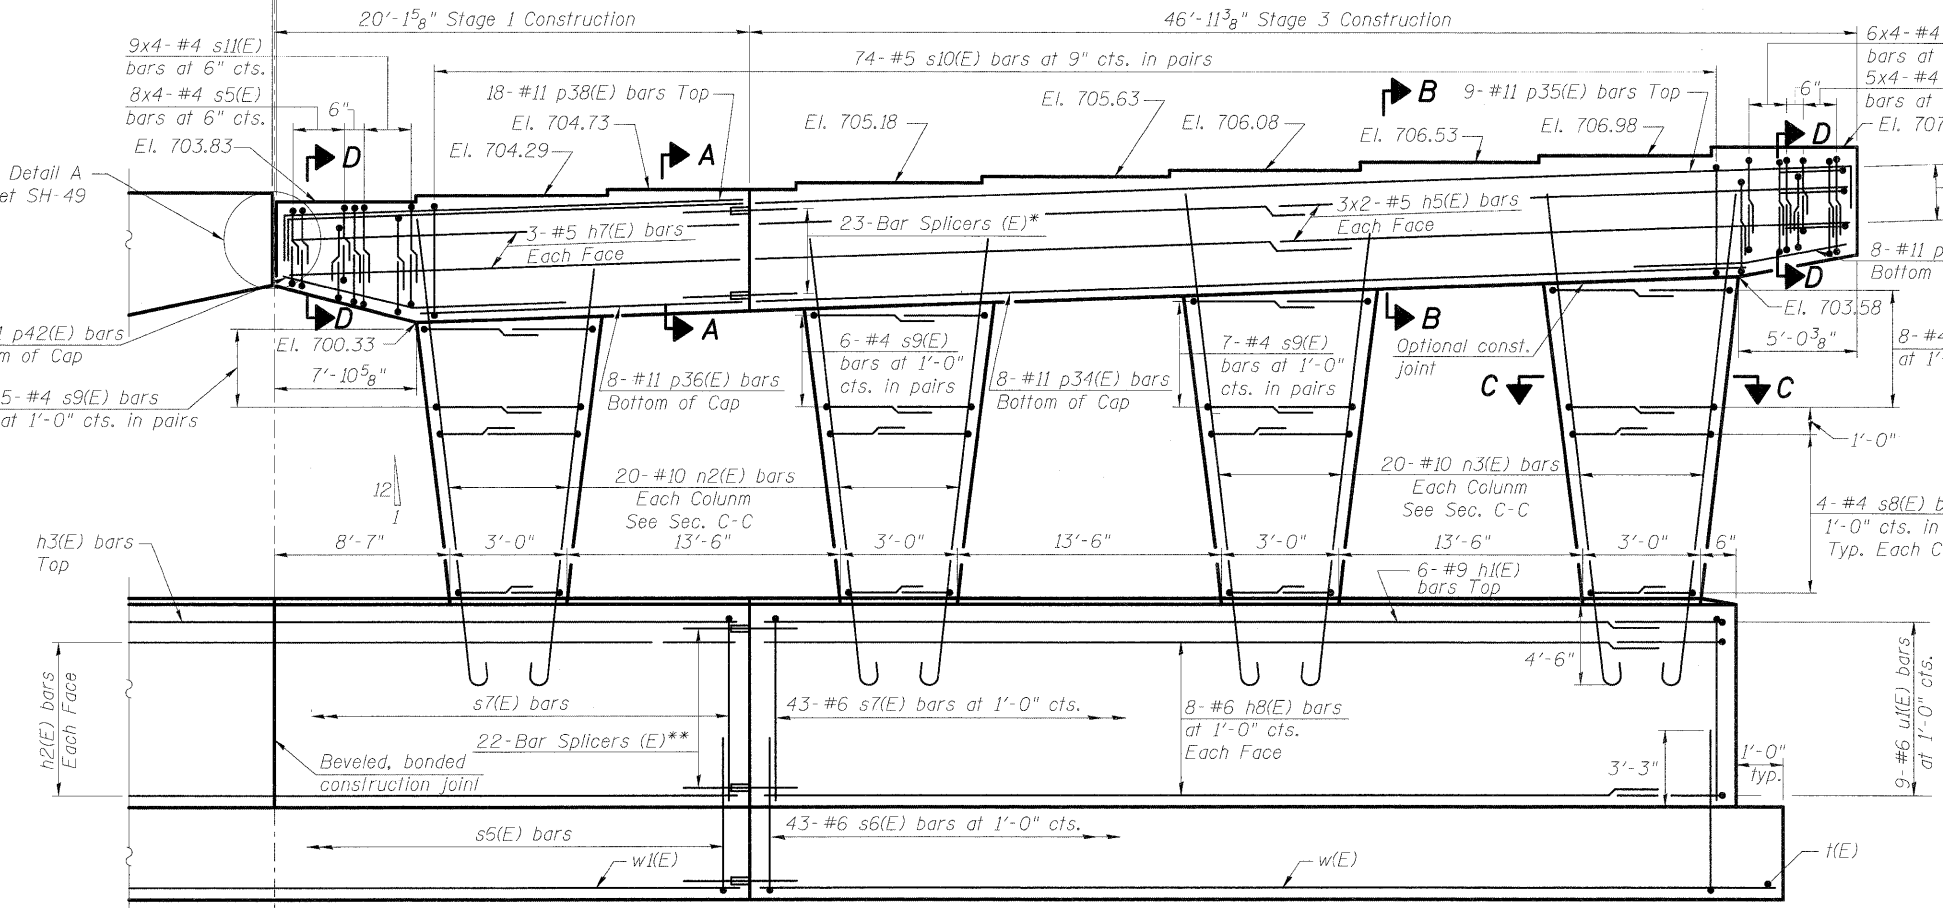 20'-1 5/8" Stage 1 Construction
46'-11 3/8" Stage 3 Construction
9x4-#4 s11(E)
bars at 6" cts.
8x4-#4 s5(E)
bars at 6" cts.
El. 703.83
6"
74-#5 s10(E) bars at 9" cts. in pairs
6x4-#4
bars at
5x4-#4
bars at
6"
18-#11 p38(E) bars Top
El. 704.73
El. 704.29
El. 705.18
El. 705.63
El. 706.08
B
9-#11 p35(E) bars Top
El. 706.53
El. 706.98
El. 707
D
A
D
Detail A
et SH-49
3-#5 h7(E) bars
Each Face
23-Bar Splicers (E)*
3x2-#5 h5(E) bars
Each Face
8-#11 p
Bottom
D
A
B
D
p42(E) bars
m of Cap
El. 700.33
7'-10 5/8"
5-#4 s9(E) bars
at 1'-0" cts. in pairs
8-#11 p36(E) bars
Bottom of Cap
6-#4 s9(E)
bars at 1'-0"
cts. in pairs
8-#11 p34(E) bars
Bottom of Cap
7-#4 s9(E)
bars at 1'-0"
cts. in pairs
Optional const.
joint
El. 703.58
5'-0 3/8"
8-#4
at 1'-
C
C
1'-0"
12
1
20-#10 n2(E) bars
Each Colunm
See Sec. C-C
20-#10 n3(E) bars
Each Colunm
See Sec. C-C
4-#4 s8(E) b
1'-0" cts. in
Typ. Each C
h3(E) bars
Top
8'-7"
3'-0"
13'-6"
3'-0"
13'-6"
3'-0"
13'-6"
3'-0"
6"
6-#9 h1(E)
bars Top
4'-6"
h2(E) bars
Each Face
s7(E) bars
43-#6 s7(E) bars at 1'-0" cts.
8-#6 h8(E) bars
at 1'-0" cts.
Each Face
22-Bar Splicers (E)**
Beveled, bonded
construction joint
3'-3"
1'-0"
typ.
9-#6 u1(E) bars
at 1'-0" cts.
s5(E) bars
43-#6 s6(E) bars at 1'-0" cts.
w1(E)
w(E)
t(E)